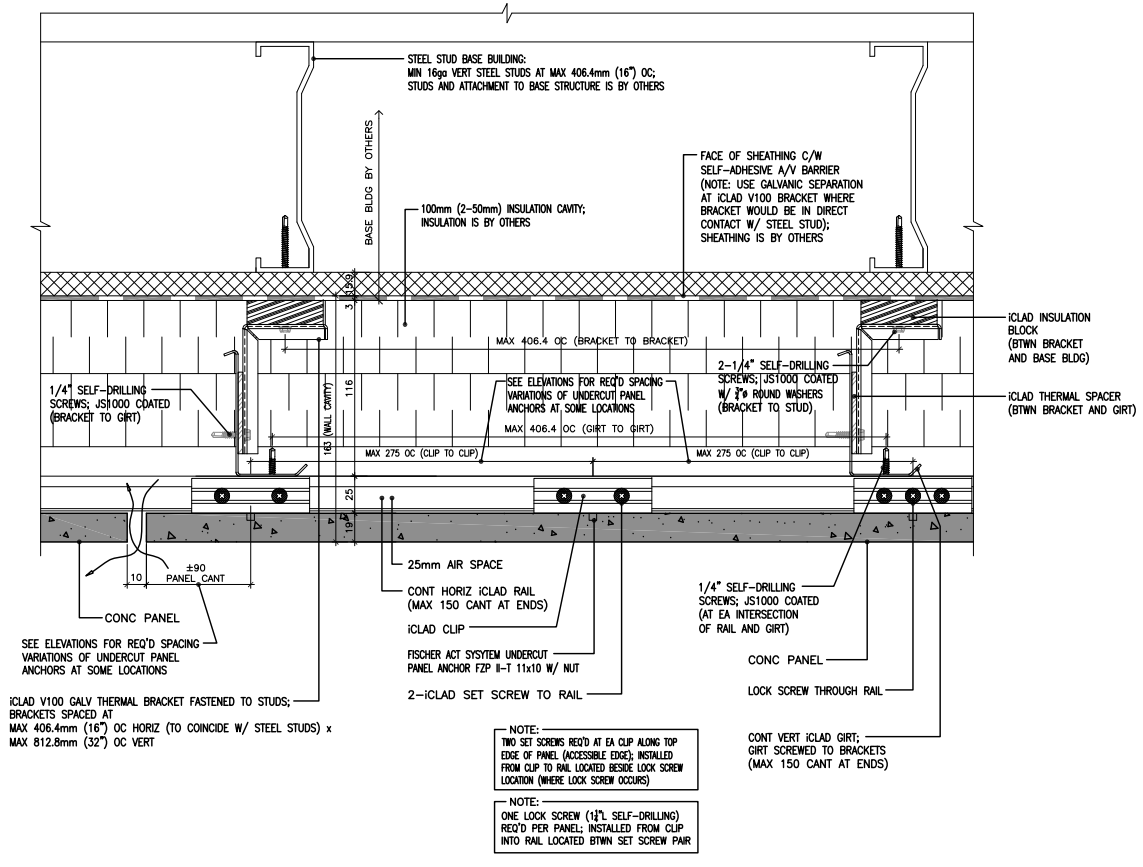 STEEL STUD BASE BUILDING:
MIN 16ga VERT STEEL STUDS AT MAX 406.4mm (16") OC;
STUDS AND ATTACHMENT TO BASE STRUCTURE IS BY OTHERS
BASE BLDG BY OTHERS
FACE OF SHEATHING C/W
SELF-ADHESIVE A/V BARRIER
(NOTE: USE GALVANIC SEPARATION
AT iCLAD V100 BRACKET WHERE
BRACKET WOULD BE IN DIRECT
CONTACT W/ STEEL STUD);
SHEATHING IS BY OTHERS
100mm (2-50mm) INSULATION CAVITY;
INSULATION IS BY OTHERS
15.9
3
116
163 (WALL CAVITY)
25
19
MAX 406.4 OC (BRACKET TO BRACKET)
iCLAD INSULATION
BLOCK
(BTWN BRACKET
AND BASE BLDG)
1/4" SELF-DRILLING
SCREWS; JS1000 COATED
(BRACKET TO GIRT)
SEE ELEVATIONS FOR REQ'D SPACING
VARIATIONS OF UNDERCUT PANEL
ANCHORS AT SOME LOCATIONS
2-1/4" SELF-DRILLING
SCREWS; JS1000 COATED
W/ ROUND WASHERS
(BRACKET TO STUD)
iCLAD THERMAL SPACER
(BTWN BRACKET AND GIRT)
MAX 406.4 OC (GIRT TO GIRT)
MAX 275 OC (CLIP TO CLIP)
MAX 275 OC (CLIP TO CLIP)
10
±90
PANEL CANT
CONC PANEL
SEE ELEVATIONS FOR REQ'D SPACING
VARIATIONS OF UNDERCUT PANEL
ANCHORS AT SOME LOCATIONS
iCLAD V100 GALV THERMAL BRACKET FASTENED TO STUDS;
BRACKETS SPACED AT
MAX 406.4mm (16") OC HORIZ (TO COINCIDE W/ STEEL STUDS) x
MAX 812.8mm (32") OC VERT
25mm AIR SPACE
CONT HORIZ iCLAD RAIL
(MAX 150 CANT AT ENDS)
iCLAD CLIP
FISCHER ACT SYSYTEM UNDERCUT
PANEL ANCHOR FZP II-T 11x10 W/ NUT
2-iCLAD SET SCREW TO RAIL
1/4" SELF-DRILLING
SCREWS; JS1000 COATED
(AT EA INTERSECTION
OF RAIL AND GIRT)
CONC PANEL
LOCK SCREW THROUGH RAIL
CONT VERT iCLAD GIRT;
GIRT SCREWED TO BRACKETS
(MAX 150 CANT AT ENDS)
NOTE:
TWO SET SCREWS REQ'D AT EA CLIP ALONG TOP
EDGE OF PANEL (ACCESSIBLE EDGE); INSTALLED
FROM CLIP TO RAIL LOCATED BESIDE LOCK SCREW
LOCATION (WHERE LOCK SCREW OCCURS)
NOTE:
ONE LOCK SCREW (SELF-DRILLING)
REQ'D PER PANEL; INSTALLED FROM CLIP
INTO RAIL LOCATED BTWN SET SCREW PAIR